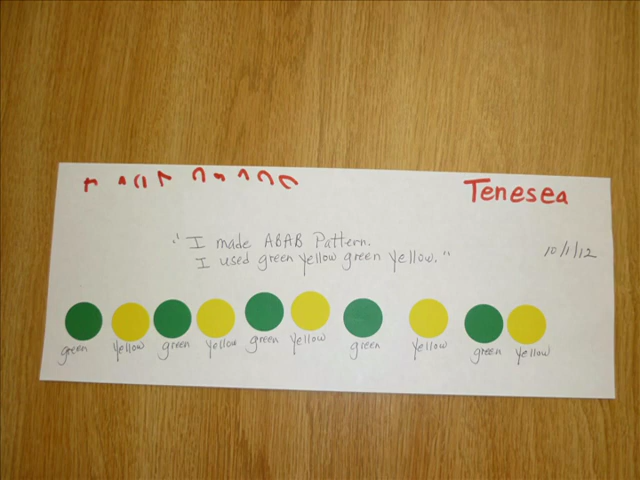 Tenesea
"I made ABAB Pattern.
I used green yellow green yellow."
10/1/12
green yellow green yellow green yellow green yellow green yellow